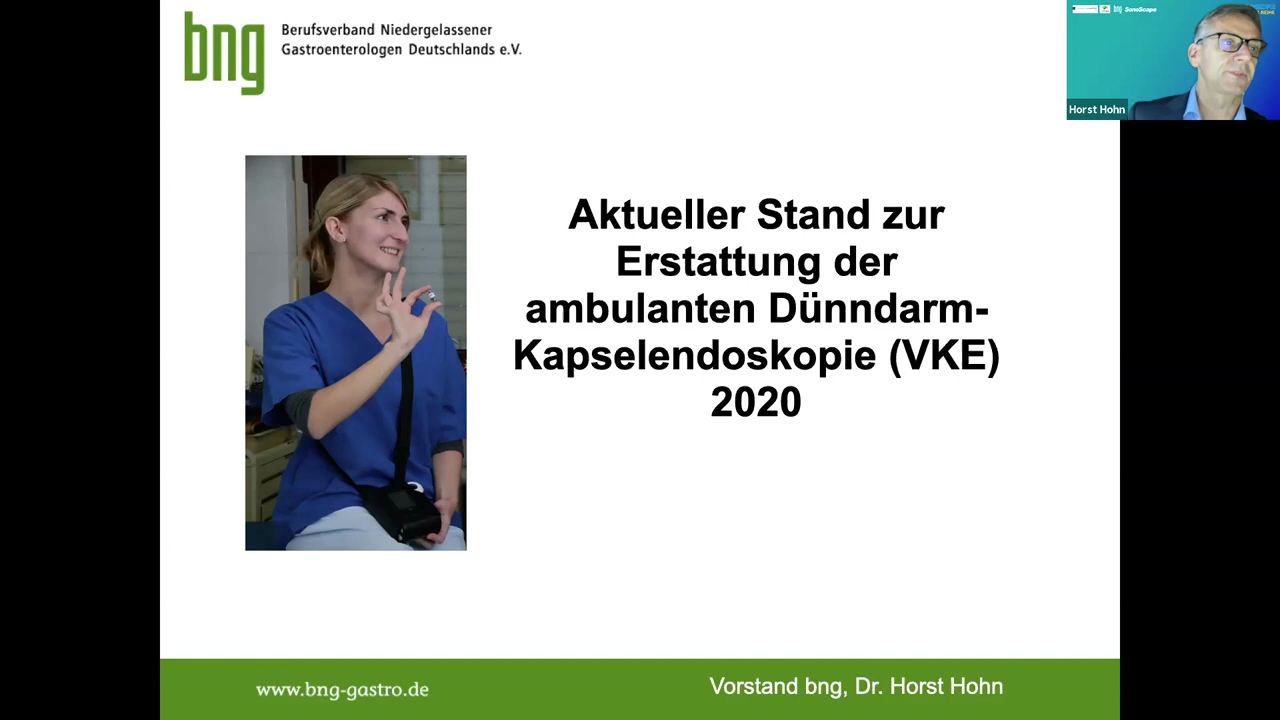 bng
Berufsverband Niedergelassener
Gastroenterologen Deutschlands e.V.
SonoScape
Horst Hohn
Aktueller Stand zur
Erstattung der
ambulanten Dünndarm-
Kapselendoskopie (VKE)
2020
www.bng-gastro.de
Vorstand bng, Dr. Horst Hohn